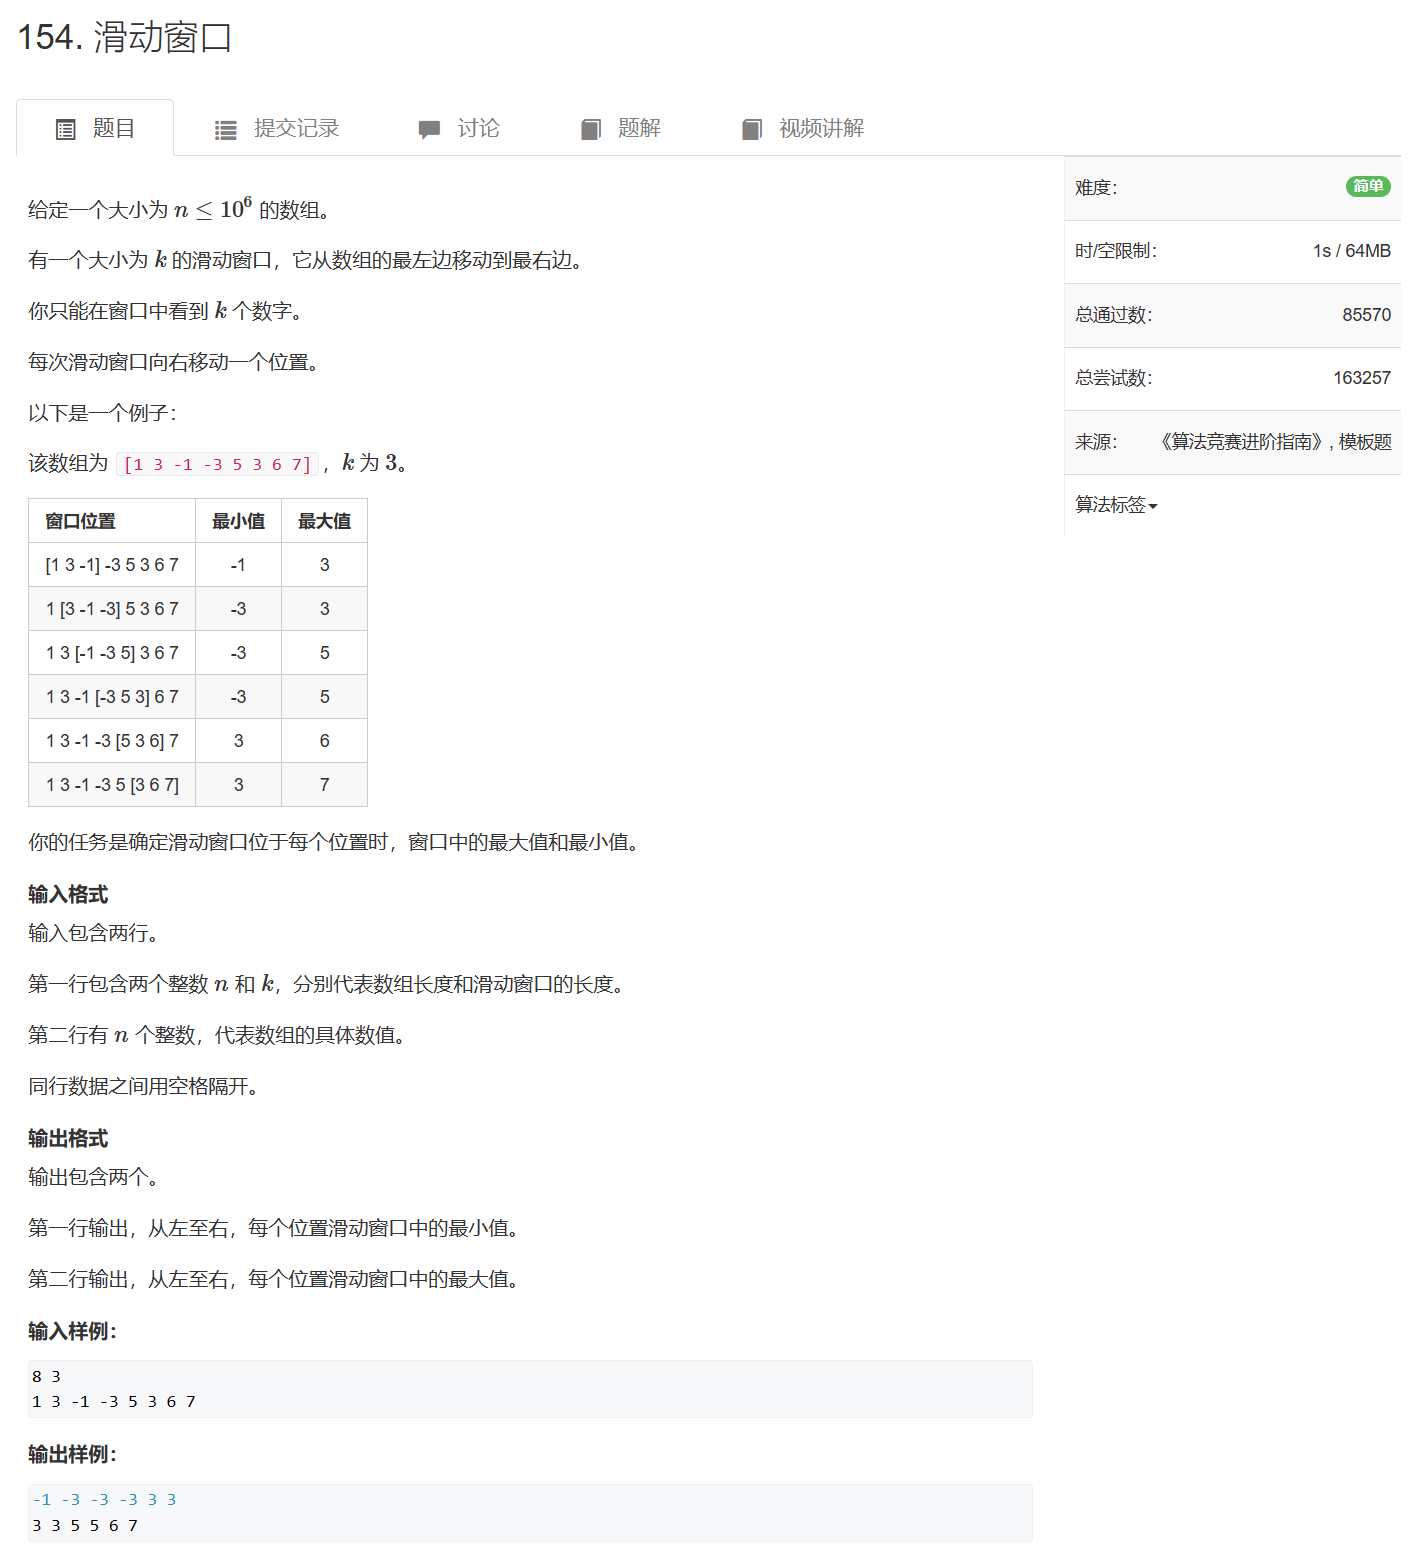 154. 滑动窗口
题目 提交记录 讨论 题解 视频讲解
给定一个大小为 n ≤ 10⁶ 的数组。
有一个大小为 k 的滑动窗口，它从数组的最左边移动到最右边。
你只能在窗口中看到 k 个数字。
每次滑动窗口向右移动一个位置。
以下是一个例子：
该数组为 [1 3 -1 -3 5 3 6 7]，k 为 3。
窗口位置 最小值 最大值
[1 3 -1] -3 5 3 6 7 -1 3
1 [3 -1 -3] 5 3 6 7 -3 3
1 3 [-1 -3 5] 3 6 7 -3 5
1 3 -1 [-3 5 3] 6 7 -3 5
1 3 -1 -3 [5 3 6] 7 3 6
1 3 -1 -3 5 [3 6 7] 3 7
你的任务是确定滑动窗口位于每个位置时，窗口中的最大值和最小值。
输入格式
输入包含两行。
第一行包含两个整数 n 和 k，分别代表数组长度和滑动窗口的长度。
第二行有 n 个整数，代表数组的具体数值。
同行数据之间用空格隔开。
输出格式
输出包含两个。
第一行输出，从左至右，每个位置滑动窗口中的最小值。
第二行输出，从左至右，每个位置滑动窗口中的最大值。
输入样例：
8 3
1 3 -1 -3 5 3 6 7
输出样例：
-1 -3 -3 -3 3 3
3 3 5 5 6 7
难度： 简单
时/空限制： 1s / 64MB
总通过数： 85570
总尝试数： 163257
来源： 《算法竞赛进阶指南》, 模板题
算法标签